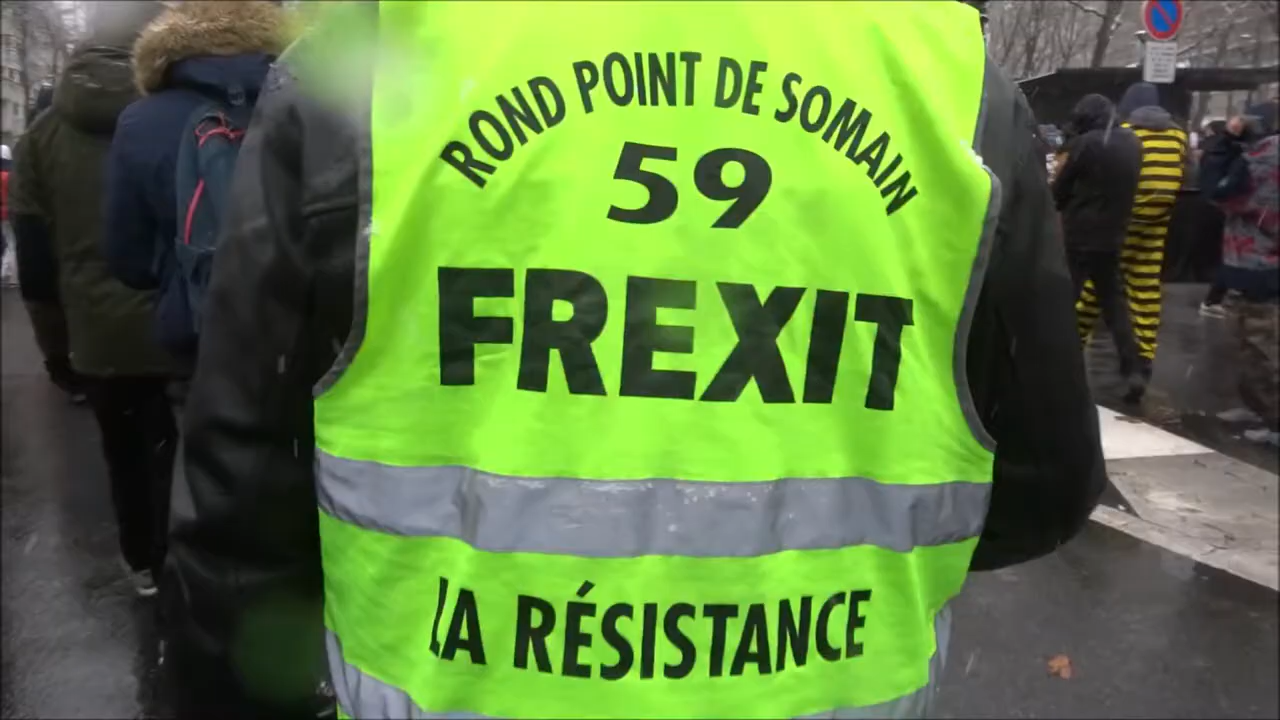 ROND POINT DE SOMAIN
59
FREXIT
LA RÉSISTANCE